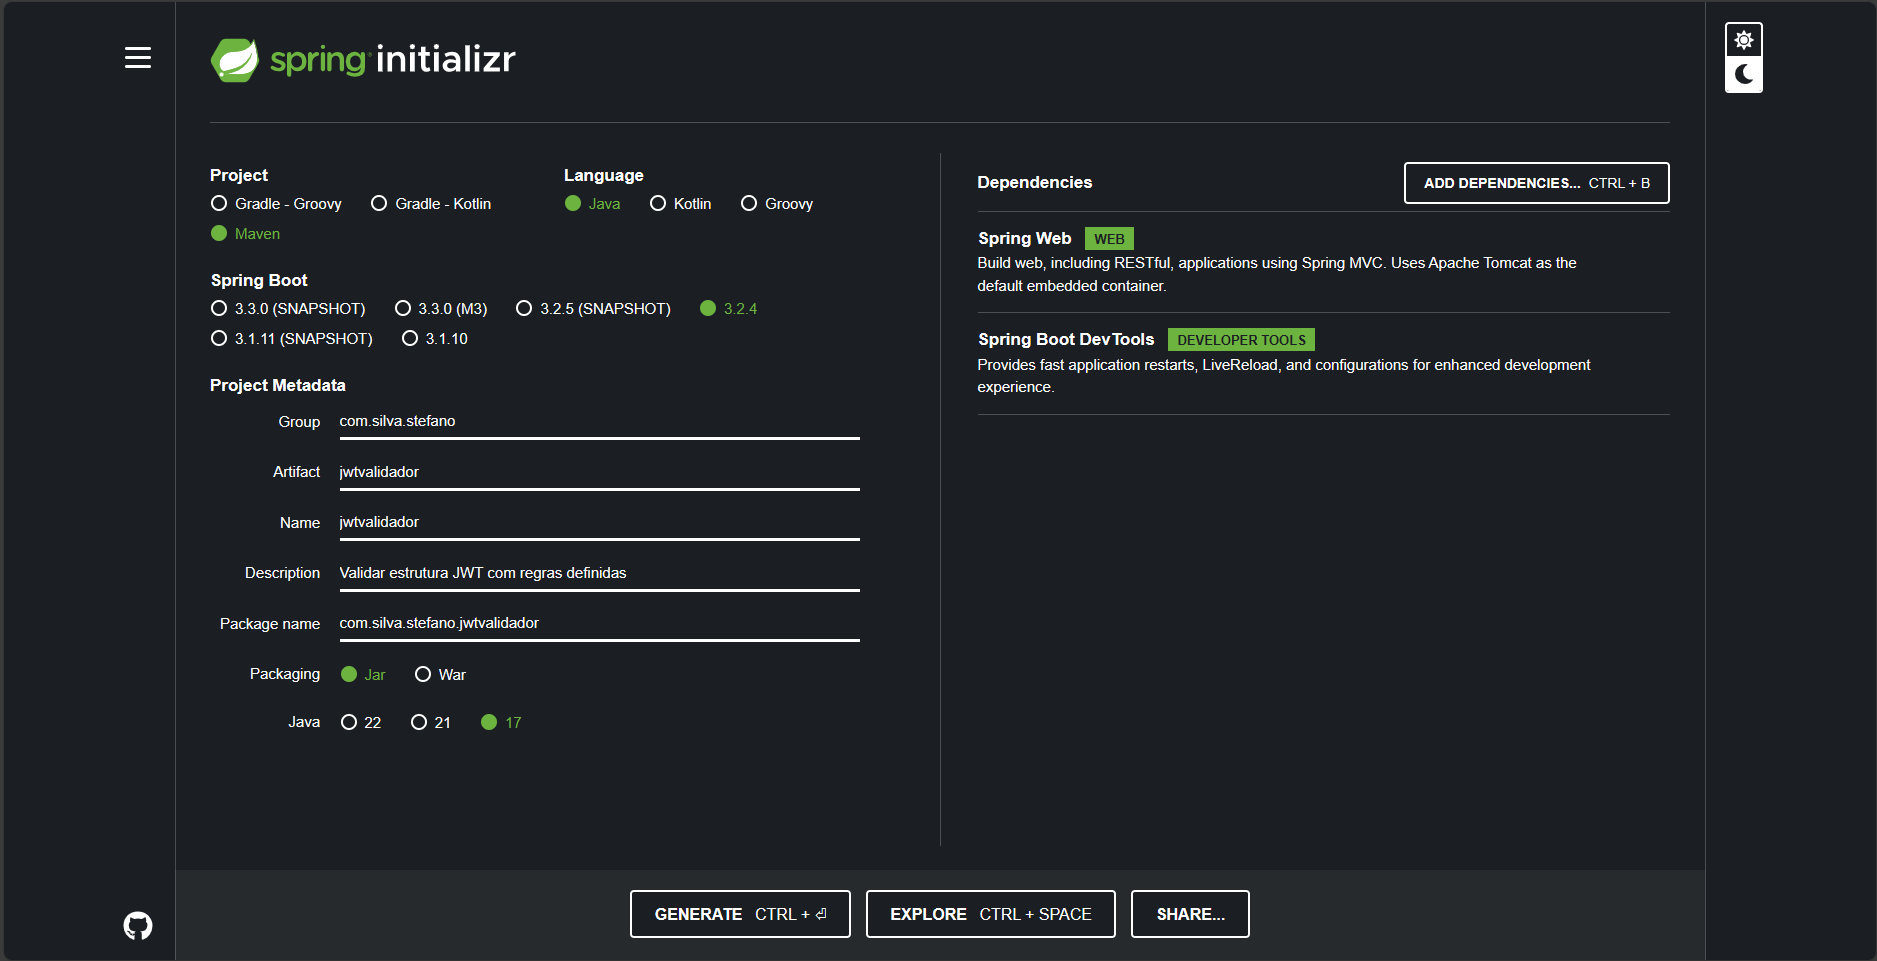 spring initializr
Project
Gradle - Groovy Gradle - Kotlin
Maven
Language
Java Kotlin Groovy
Spring Boot
3.3.0 (SNAPSHOT) 3.3.0 (M3) 3.2.5 (SNAPSHOT) 3.2.4
3.1.11 (SNAPSHOT) 3.1.10
Project Metadata
Group com.silva.stefano
Artifact jwtvalidador
Name jwtvalidador
Description Validar estrutura JWT com regras definidas
Package name com.silva.stefano.jwtvalidador
Packaging Jar War
Java 22 21 17
Dependencies ADD DEPENDENCIES... CTRL + B
Spring Web WEB
Build web, including RESTful, applications using Spring MVC. Uses Apache Tomcat as the
default embedded container.
Spring Boot DevTools DEVELOPER TOOLS
Provides fast application restarts, LiveReload, and configurations for enhanced development
experience.
GENERATE CTRL + ⏎ EXPLORE CTRL + SPACE SHARE...